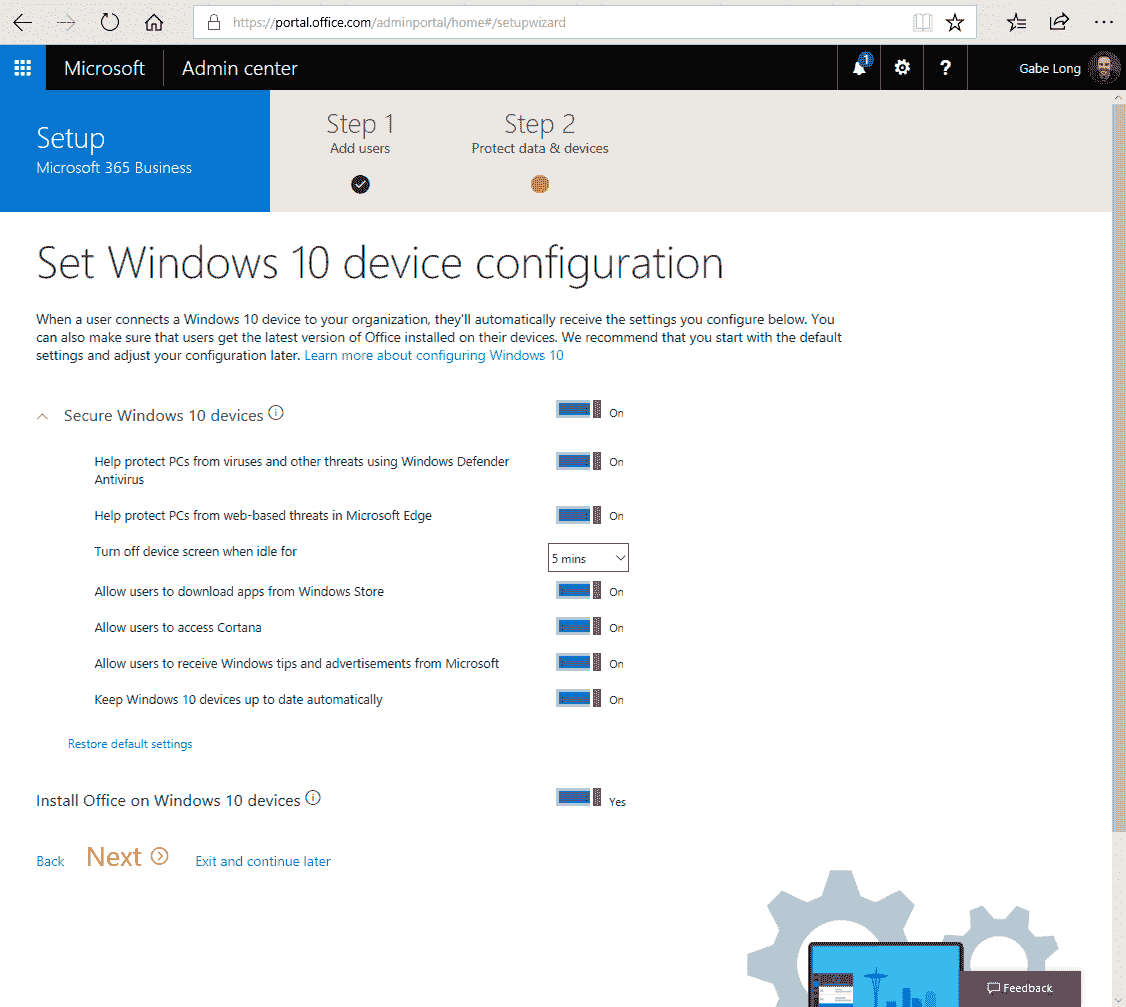 https://portal.office.com/adminportal/home#/setupwizard
Microsoft Admin center
1
?
Gabe Long
Setup
Microsoft 365 Business
Step 1
Add users
Step 2
Protect data & devices
Set Windows 10 device configuration
When a user connects a Windows 10 device to your organization, they'll automatically receive the settings you configure below. You
can also make sure that users get the latest version of Office installed on their devices. We recommend that you start with the default
settings and adjust your configuration later. Learn more about configuring Windows 10
Secure Windows 10 devices On
Help protect PCs from viruses and other threats using Windows Defender
Antivirus
On
Help protect PCs from web-based threats in Microsoft Edge On
Turn off device screen when idle for 5 mins
Allow users to download apps from Windows Store On
Allow users to access Cortana On
Allow users to receive Windows tips and advertisements from Microsoft On
Keep Windows 10 devices up to date automatically On
Restore default settings
Install Office on Windows 10 devices Yes
Back Next Exit and continue later
Feedback